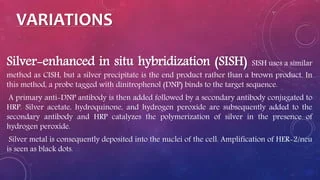 VARIATIONS
Silver-enhanced in situ hybridization (SISH) SISH uses a similar
method as CISH, but a silver precipitate is the end product rather than a brown product. In
this method, a probe tagged with dinitrophenol (DNP) binds to the target sequence.
A primary anti-DNP antibody is then added followed by a secondary antibody conjugated to
HRP. Silver acetate, hydroquinone, and hydrogen peroxide are subsequently added to the
secondary antibody and HRP catalyzes the polymerization of silver in the presence of
hydrogen peroxide.
Silver metal is consequently deposited into the nuclei of the cell. Amplification of HER-2/neu
is seen as black dots.